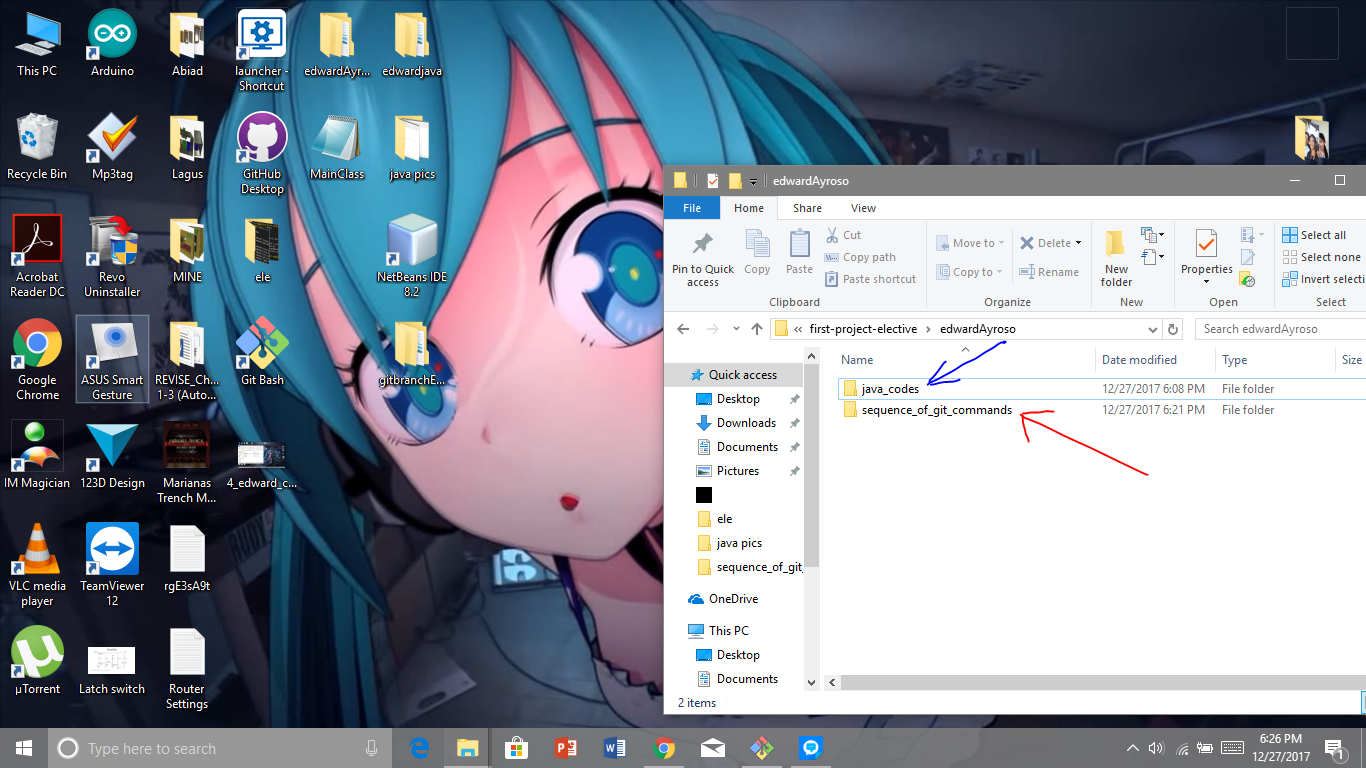 This PC
Arduino
Abiad
launcher -
Shortcut
edwardAyr...
edwardjava
Recycle Bin
Mp3tag
Lagus
GitHub
Desktop
MainClass
java pics
Acrobat
Reader DC
Revo
Uninstaller
MINE
ele
NetBeans IDE
8.2
Google
Chrome
ASUS Smart
Gesture
REVISE_Ch...
1-3 (Auto...
Git Bash
gitbranchE...
IM Magician
123D Design
Marianas
Trench M...
4_edward_c...
VLC media
player
TeamViewer
12
rgE3sA9t
µTorrent
Latch switch
Router
Settings
edwardAyroso
File
Home
Share
View
Pin to Quick
access
Copy
Paste
Cut
Copy path
Paste shortcut
Clipboard
Move to
Copy to
Delete
Rename
Organize
New
folder
New
Properties
Open
Select all
Select none
Invert selecti
Select
« first-project-elective › edwardAyroso
Search edwardAyroso
Name
Date modified
Type
Size
java_codes 12/27/2017 6:08 PM File folder
sequence_of_git_commands 12/27/2017 6:21 PM File folder
Quick access
Desktop
Downloads
Documents
Pictures
ele
java pics
sequence_of_git_
OneDrive
This PC
Desktop
Documents
2 items
Type here to search
6:26 PM
12/27/2017
1